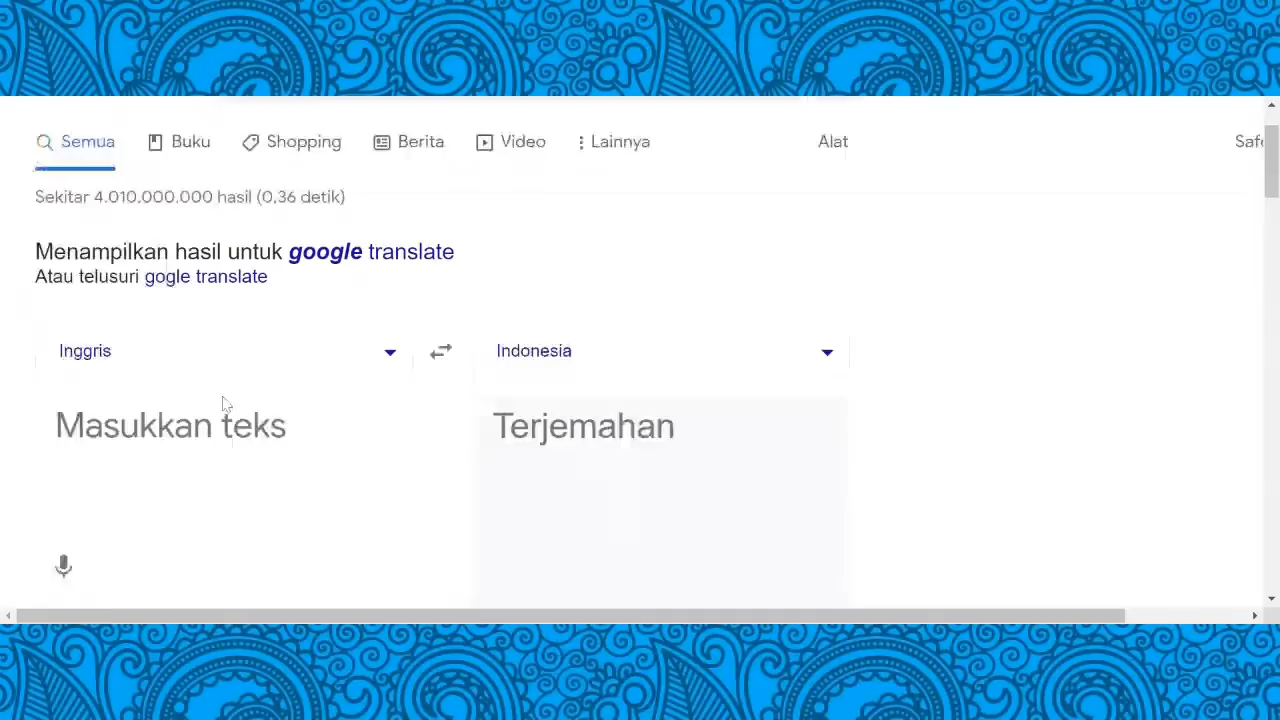 Semua Buku Shopping Berita Video Lainnya Alat
Sekitar 4.010.000.000 hasil (0,36 detik)
Menampilkan hasil untuk google translate
Atau telusuri gogle translate
Inggris Indonesia
Masukkan teks Terjemahan